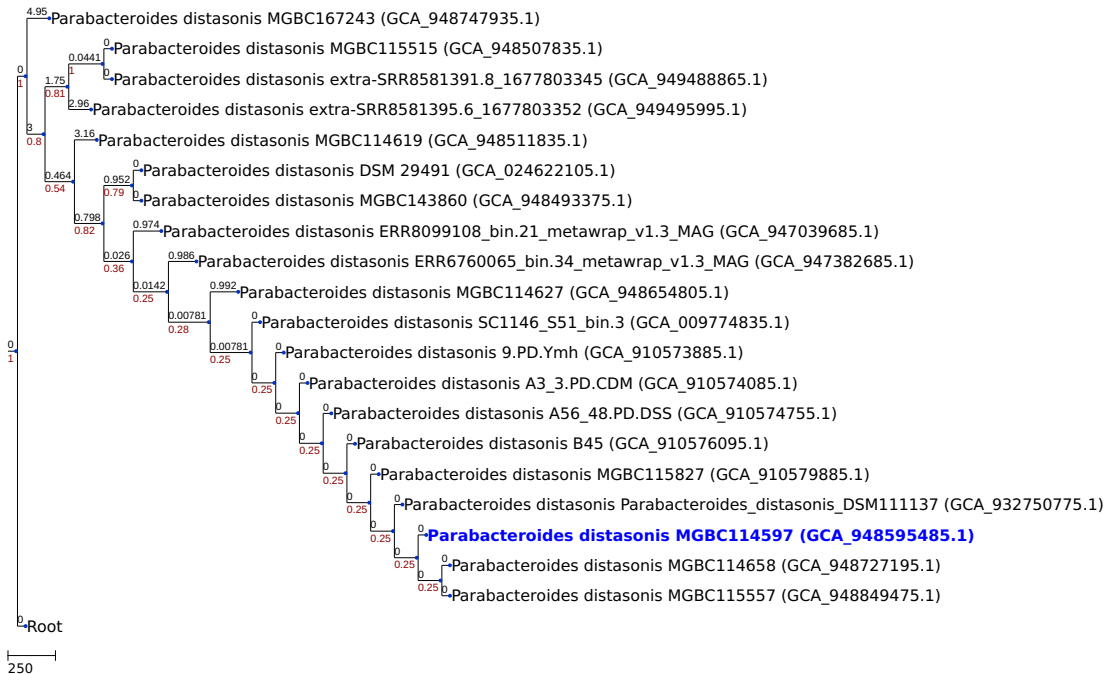 4.95 Parabacteroides distasonis MGBC167243 (GCA_948747935.1)
0 Parabacteroides distasonis MGBC115515 (GCA_948507835.1)
0.0441
0 1 1 0 Parabacteroides distasonis extra-SRR8581391.8_1677803345 (GCA_949488865.1)
1.75
0.81
2.96 Parabacteroides distasonis extra-SRR8581395.6_1677803352 (GCA_949495995.1)
3
0.8
3.16 Parabacteroides distasonis MGBC114619 (GCA_948511835.1)
0 Parabacteroides distasonis DSM 29491 (GCA_024622105.1)
0.464 0.952
0.54 0.79
0 Parabacteroides distasonis MGBC143860 (GCA_948493375.1)
0.798
0.82
0.974 Parabacteroides distasonis ERR8099108_bin.21_metawrap_v1.3_MAG (GCA_947039685.1)
0.026
0.36
0.986 Parabacteroides distasonis ERR6760065_bin.34_metawrap_v1.3_MAG (GCA_947382685.1)
0.0142
0.25
0.992 Parabacteroides distasonis MGBC114627 (GCA_948654805.1)
0.00781
0.28
0 Parabacteroides distasonis SC1146_S51_bin.3 (GCA_009774835.1)
0 0.00781
1 0.25
0 Parabacteroides distasonis 9.PD.Ymh (GCA_910573885.1)
0
0.25
0 Parabacteroides distasonis A3_3.PD.CDM (GCA_910574085.1)
0
0.25
0 Parabacteroides distasonis A56_48.PD.DSS (GCA_910574755.1)
0
0.25
0 Parabacteroides distasonis B45 (GCA_910576095.1)
0
0.25
0 Parabacteroides distasonis MGBC115827 (GCA_910579885.1)
0
0.25
0 Parabacteroides distasonis Parabacteroides_distasonis_DSM111137 (GCA_932750775.1)
0
0.25
0 Parabacteroides distasonis MGBC114597 (GCA_948595485.1)
0
0.25
0 Parabacteroides distasonis MGBC114658 (GCA_948727195.1)
0
0.25
0 Parabacteroides distasonis MGBC115557 (GCA_948849475.1)
0 Root
250